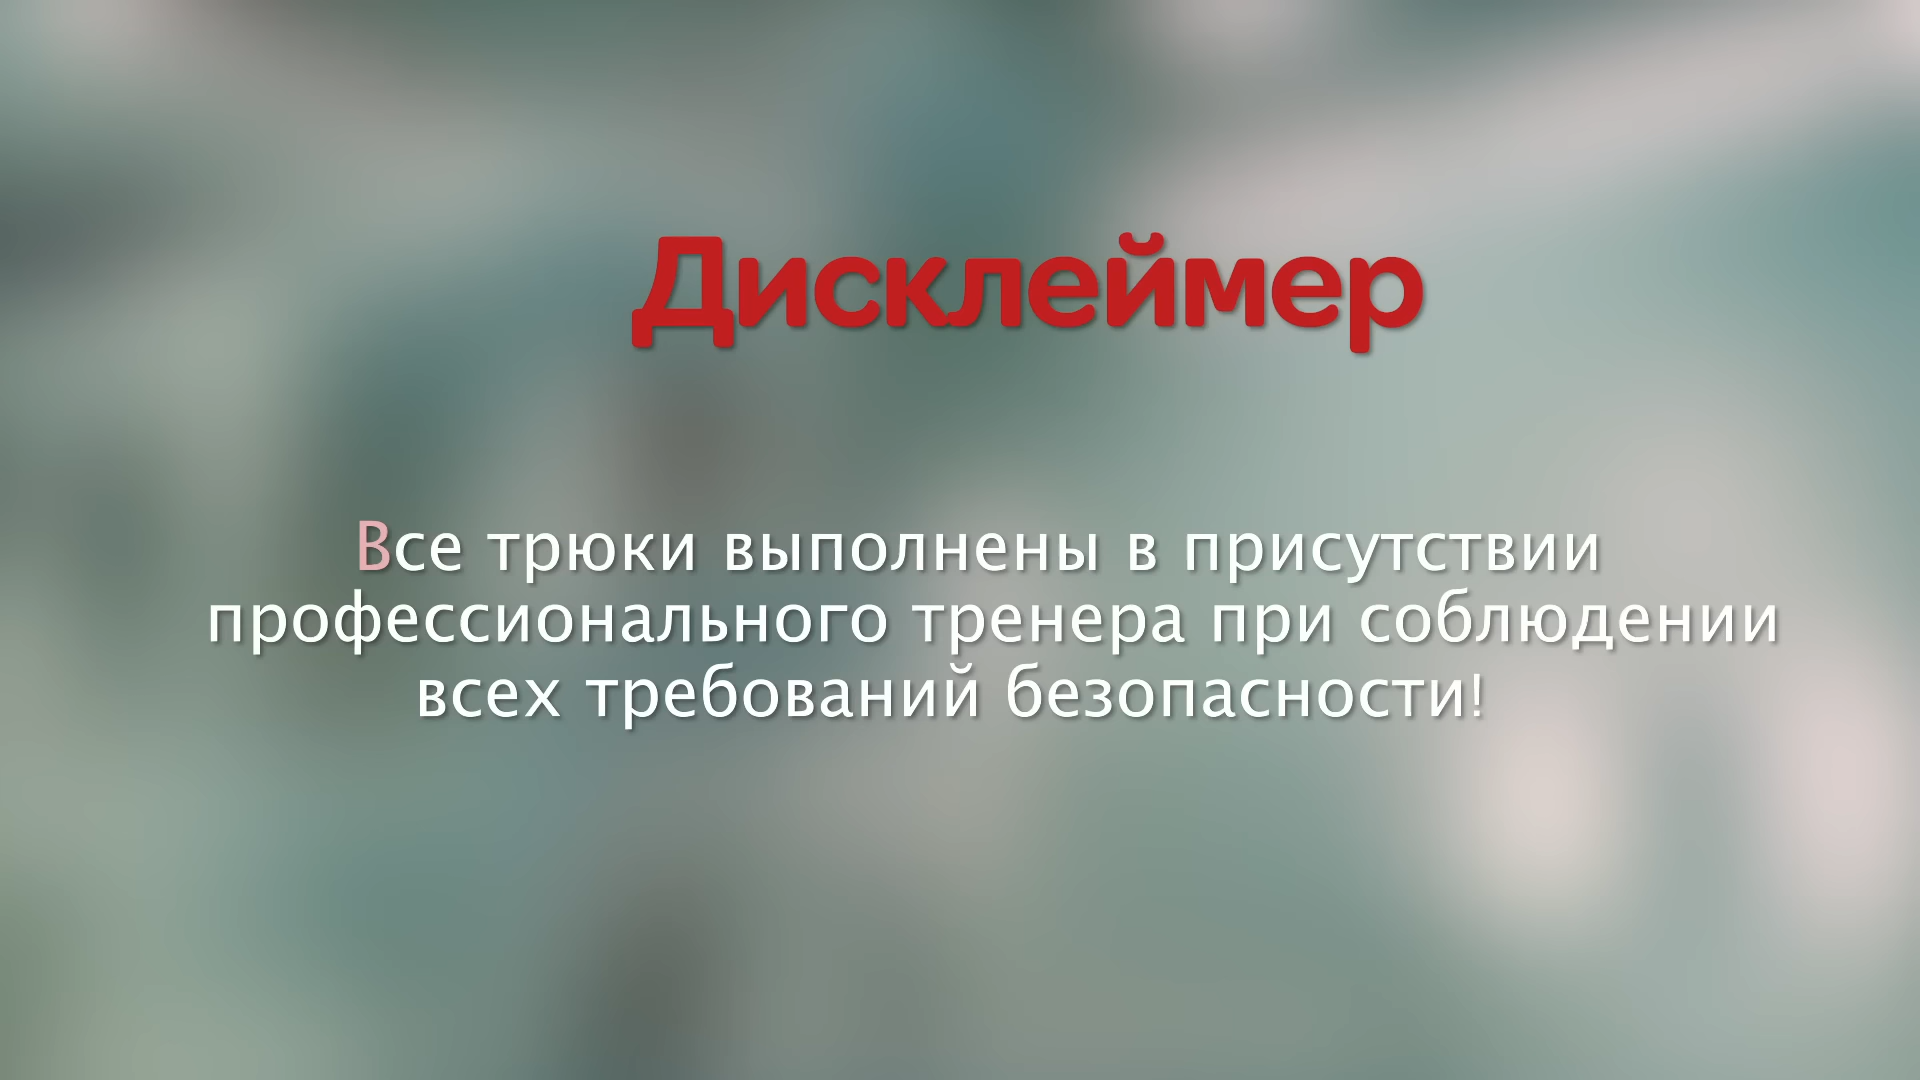 Дисклеймер
Все трюки выполнены в присутствии
профессионального тренера при соблюдении
всех требований безопасности!